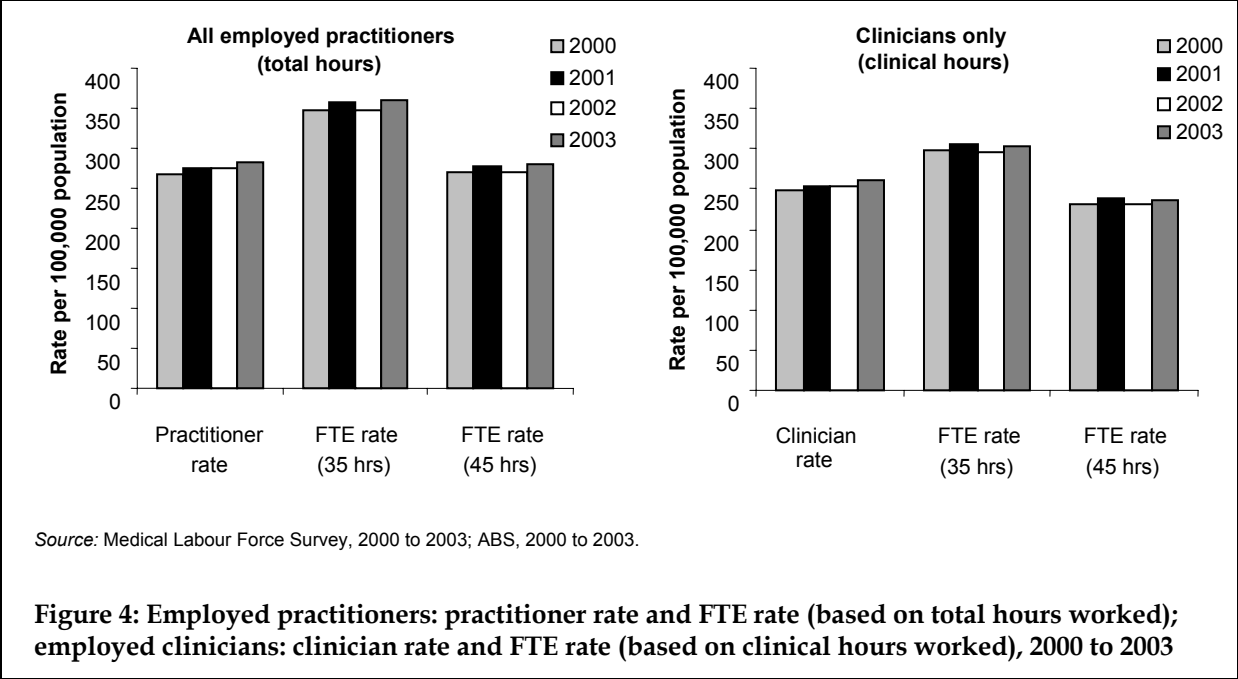 All employed practitioners
(total hours)
2000
2001
2002
2003
Rate per 100,000 population
400
350
300
250
200
150
100
50
0
Practitioner
rate
FTE rate
(35 hrs)
FTE rate
(45 hrs)
Clinicians only
(clinical hours)
2000
2001
2002
2003
Rate per 100,000 population
400
350
300
250
200
150
100
50
0
Clinician
rate
FTE rate
(35 hrs)
FTE rate
(45 hrs)
Source: Medical Labour Force Survey, 2000 to 2003; ABS, 2000 to 2003.
Figure 4: Employed practitioners: practitioner rate and FTE rate (based on total hours worked);
employed clinicians: clinician rate and FTE rate (based on clinical hours worked), 2000 to 2003